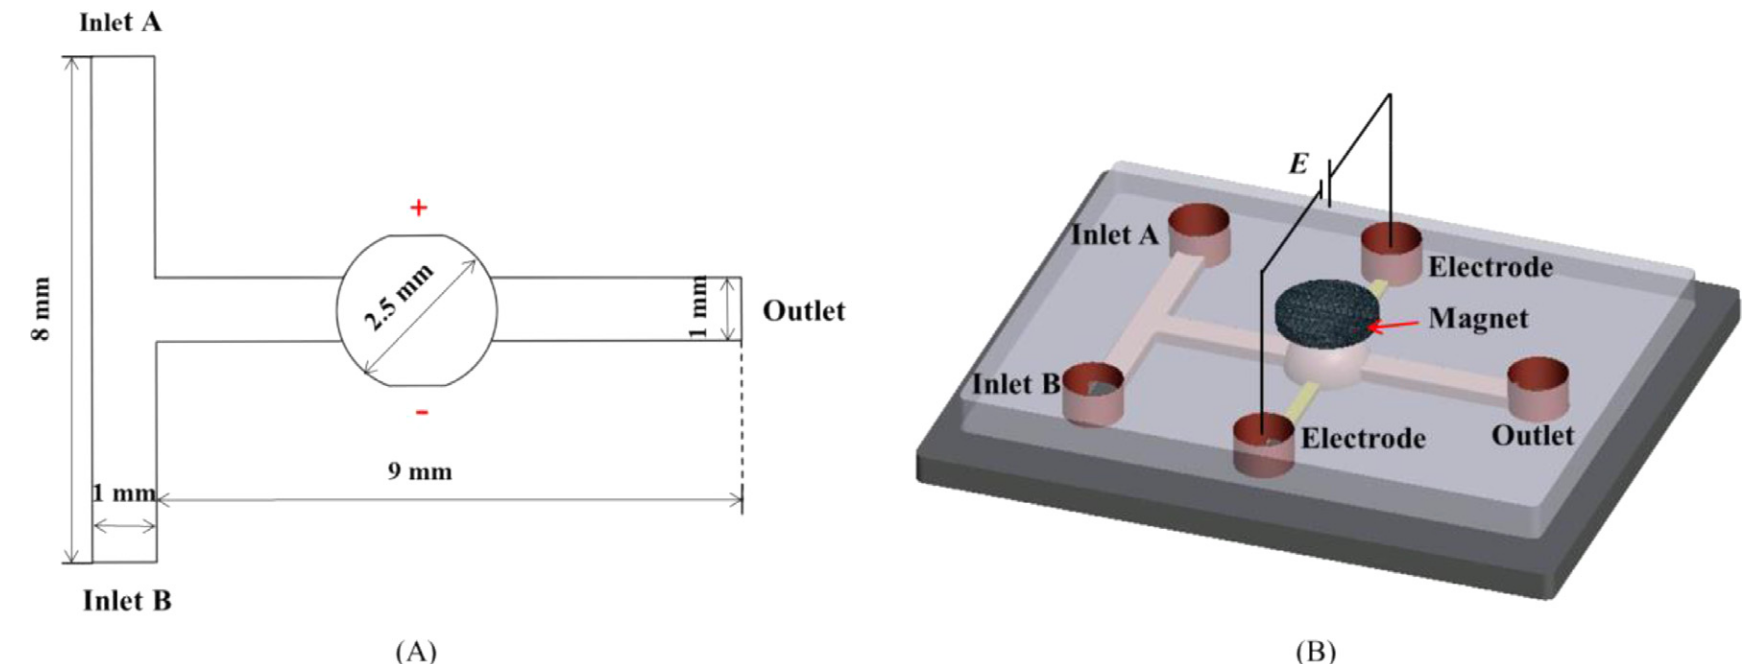 Inlet A
+
2.5 mm
8 mm
1 mm
Outlet
-
9 mm
1 mm
Inlet B
(A)
E
Inlet A
Electrode
Magnet
Inlet B
Electrode
Outlet
(B)